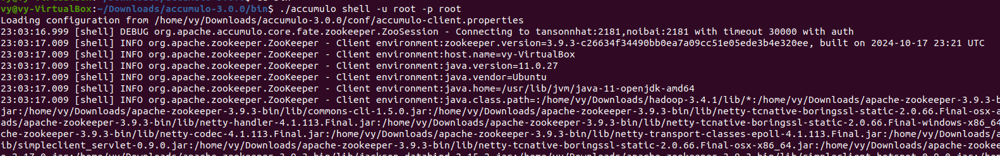 vy@vy-VirtualBox:~/Downloads/accumulo-3.0.0/bin$ ./accumulo shell -u root -p root
Loading configuration from /home/vy/Downloads/accumulo-3.0.0/conf/accumulo-client.properties
23:03:16.999 [shell] DEBUG org.apache.accumulo.core.fate.zookeeper.ZooSession - Connecting to tansonnhat:2181,noibai:2181 with timeout 30000 with auth
23:03:17.009 [shell] INFO org.apache.zookeeper.ZooKeeper - Client environment:zookeeper.version=3.9.3-c26634f34490bb0ea7a09cc51e05ede3b4e320ee, built on 2024-10-17 23:21 UTC
23:03:17.009 [shell] INFO org.apache.zookeeper.ZooKeeper - Client environment:host.name=vy-VirtualBox
23:03:17.009 [shell] INFO org.apache.zookeeper.ZooKeeper - Client environment:java.version=11.0.27
23:03:17.009 [shell] INFO org.apache.zookeeper.ZooKeeper - Client environment:java.vendor=Ubuntu
23:03:17.009 [shell] INFO org.apache.zookeeper.ZooKeeper - Client environment:java.home=/usr/lib/jvm/java-11-openjdk-amd64
23:03:17.009 [shell] INFO org.apache.zookeeper.ZooKeeper - Client environment:java.class.path=:/home/vy/Downloads/hadoop-3.4.1/lib/*:/home/vy/Downloads/apache-zookeeper-3.9.3-b
jar:/home/vy/Downloads/apache-zookeeper-3.9.3-bin/lib/commons-cli-1.5.0.jar:/home/vy/Downloads/apache-zookeeper-3.9.3-bin/lib/netty-tcnative-boringssl-static-2.0.66.Final-osx-a
ads/apache-zookeeper-3.9.3-bin/lib/netty-handler-4.1.113.Final.jar:/home/vy/Downloads/apache-zookeeper-3.9.3-bin/lib/netty-tcnative-boringssl-static-2.0.66.Final-windows-x86_64
che-zookeeper-3.9.3-bin/lib/netty-codec-4.1.113.Final.jar:/home/vy/Downloads/apache-zookeeper-3.9.3-bin/lib/netty-transport-classes-epoll-4.1.113.Final.jar:/home/vy/Downloads/a
ib/simpleclient_servlet-0.9.0.jar:/home/vy/Downloads/apache-zookeeper-3.9.3-bin/lib/netty-tcnative-boringssl-static-2.0.66.Final-osx-x86_64.jar:/home/vy/Downloads/apache-zookee